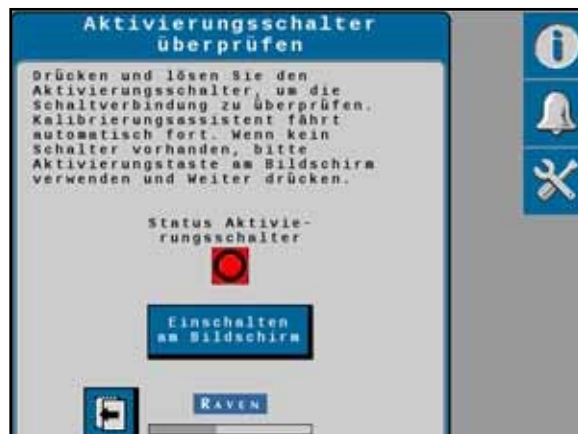 Aktivierungsschalter
überprüfen
Drücken und lösen Sie den
Aktivierungsschalter, um die
Schaltverbindung zu überprüfen.
Kalibrierungsassistent fährt
automatisch fort. Wenn kein
Schalter vorhanden, bitte
Aktivierungstaste am Bildschirm
verwenden und Weiter drücken.
Status Aktivie-
rungsschalter
Einschalten
am Bildschirm
RAVEN